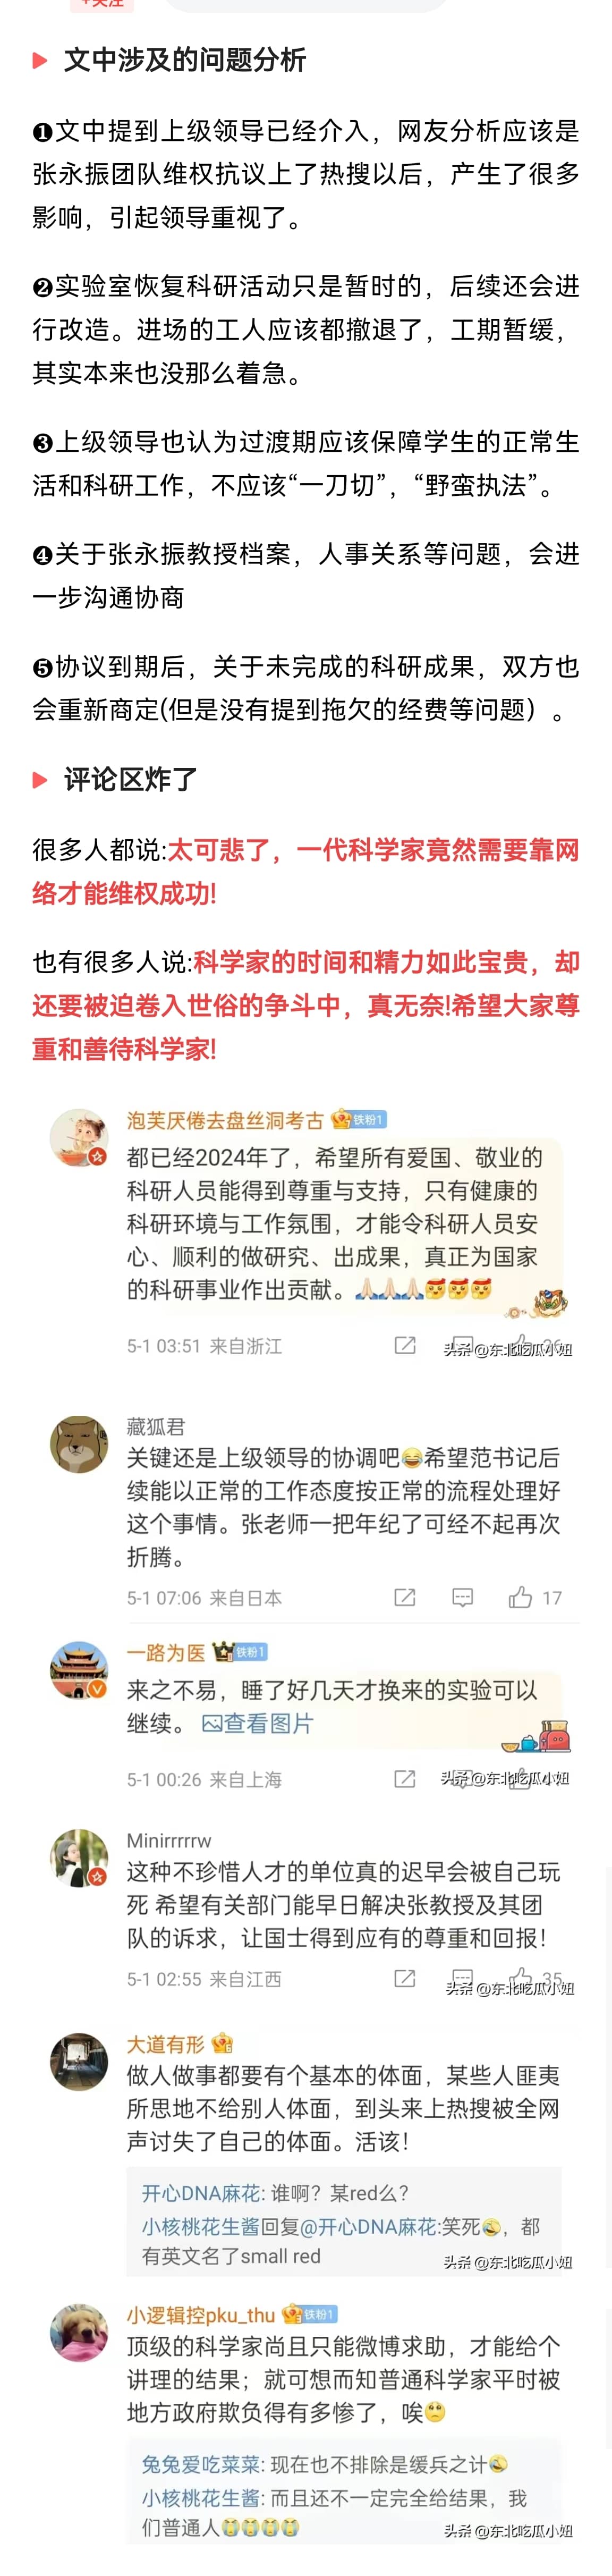 +关注
文中涉及的问题分析
❶文中提到上级领导已经介入，网友分析应该是
张永振团队维权抗议上了热搜以后，产生了很多
影响，引起领导重视了。
❷实验室恢复科研活动只是暂时的，后续还会进
行改造。进场的工人应该都撤退了，工期暂缓，
其实本来也没那么着急。
❸上级领导也认为过渡期应该保障学生的正常生
活和科研工作，不应该“一刀切”，“野蛮执法”。
❹关于张永振教授档案，人事关系等问题，会进
一步沟通协商
❺协议到期后，关于未完成的科研成果，双方也
会重新商定(但是没有提到拖欠的经费等问题）。
评论区炸了
很多人都说:太可悲了，一代科学家竟然需要靠网
络才能维权成功!
也有很多人说:科学家的时间和精力如此宝贵，却
还要被迫卷入世俗的争斗中，真无奈!希望大家尊
重和善待科学家!
泡芙厌倦去盘丝洞考古 铁粉1
都已经2024年了，希望所有爱国、敬业的
科研人员能得到尊重与支持，只有健康的
科研环境与工作氛围，才能令科研人员安
心、顺利的做研究、出成果，真正为国家
的科研事业作出贡献。🙏🏻🙏🏻🙏🏻
5-1 03:51 来自浙江
头条 @东北吃瓜小妞
藏狐君
关键还是上级领导的协调吧😂希望范书记后
续能以正常的工作态度按正常的流程处理好
这个事情。张老师一把年纪了可经不起再次
折腾。
5-1 07:06 来自日本 17
一路为医 铁粉1
来之不易，睡了好几天才换来的实验可以
继续。 查看图片
5-1 00:26 来自上海
头条 @东北吃瓜小妞
Minirrrrrw
这种不珍惜人才的单位真的迟早会被自己玩
死 希望有关部门能早日解决张教授及其团
队的诉求，让国士得到应有的尊重和回报！
5-1 02:55 来自江西 35
头条 @东北吃瓜小妞
大道有形
做人做事都要有个基本的体面，某些人匪夷
所思地不给别人体面，到头来上热搜被全网
声讨失了自己的体面。活该！
开心DNA麻花: 谁啊？某red么？
小核桃花生酱回复@开心DNA麻花:笑死🤣，都
有英文名了small red
头条 @东北吃瓜小妞
小逻辑控pku_thu 铁粉1
顶级的科学家尚且只能微博求助，才能给个
讲理的结果；就可想而知普通科学家平时被
地方政府欺负得有多惨了，唉🥺
兔兔爱吃菜菜: 现在也不排除是缓兵之计🤣
小核桃花生酱: 而且还不一定完全给结果，我
们普通人😭😭😭😭
头条 @东北吃瓜小妞